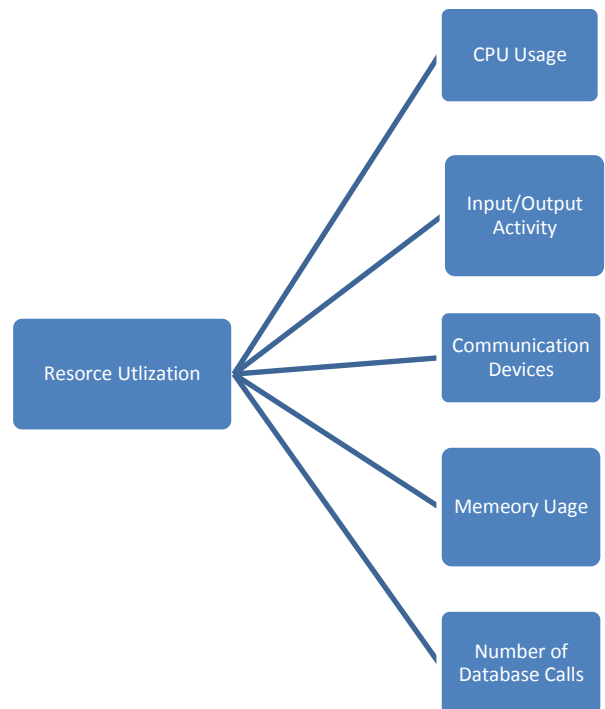 CPU Usage
Input/Output
Activity
Resorce Utlization
Communication
Devices
Memeory Uage
Number of
Database Calls